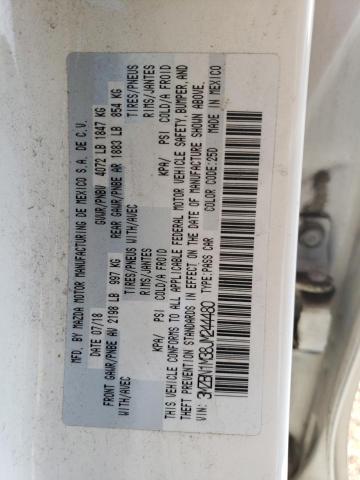 MFD. BY MAZDA MOTOR MANUFACTURING DE MEXICO S.A. DE C.V.
DATE 07/18 GVWR/PNBV 4072 LB 1847 KG
FRONT GAWR/PNBE AV 2198 LB 997 KG REAR GAWR/PNBE AR 1883 LB 854 KG
WITH/AVEC TIRES/PNEUS WITH/AVEC TIRES/PNEUS
RIMS/JANTES RIMS/JANTES
KPA/ PSI COLD/A FROID KPA/ PSI COLD/A FROID
THIS VEHICLE CONFORMS TO ALL APPLICABLE FEDERAL MOTOR VEHICLE SAFETY, BUMPER, AND
THEFT PREVENTION STANDARDS IN EFFECT ON THE DATE OF MANUFACTURE SHOWN ABOVE.
VIN: 3MZBN1M38JM244480 TYPE: PASS CAR COLOR CODE: 25D MADE IN MEXICO